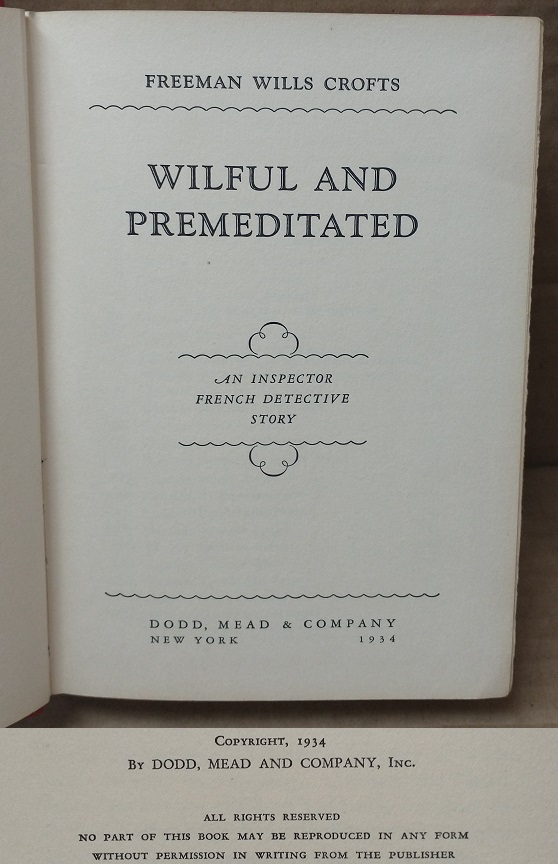 FREEMAN WILLS CROFTS
WILFUL AND
PREMEDITATED
AN INSPECTOR
FRENCH DETECTIVE
STORY
DODD, MEAD & COMPANY
NEW YORK 1934
Copyright, 1934
By DODD, MEAD AND COMPANY, Inc.
ALL RIGHTS RESERVED
NO PART OF THIS BOOK MAY BE REPRODUCED IN ANY FORM
WITHOUT PERMISSION IN WRITING FROM THE PUBLISHER